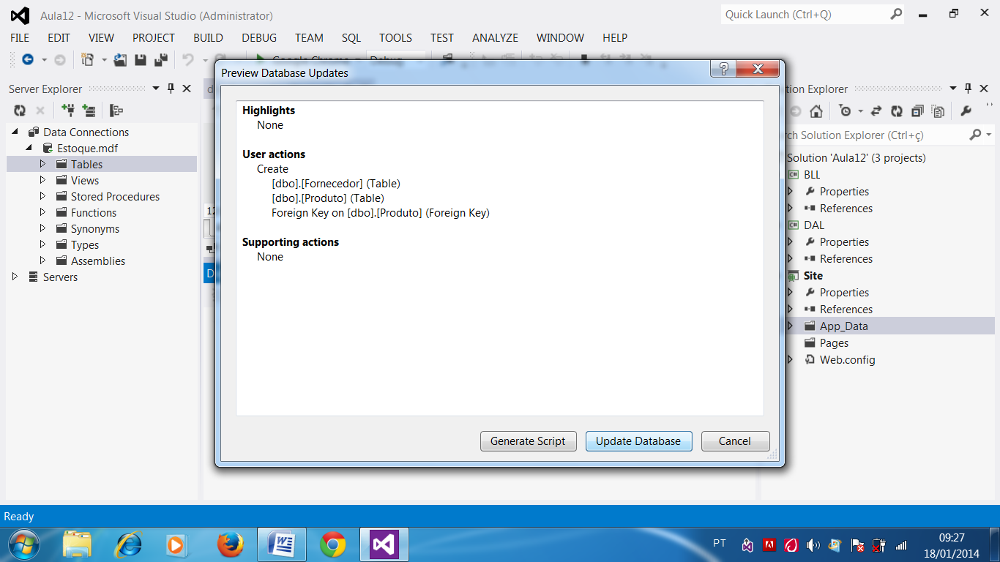 Aula12 - Microsoft Visual Studio (Administrator)
Quick Launch (Ctrl+Q)
FILE EDIT VIEW PROJECT BUILD DEBUG TEAM SQL TOOLS TEST ANALYZE WINDOW HELP
Preview Database Updates
Server Explorer
Data Connections
Estoque.mdf
Tables
Views
Stored Procedures
Functions
Synonyms
Types
Assemblies
Servers
Highlights
None
User actions
Create
[dbo].[Fornecedor] (Table)
[dbo].[Produto] (Table)
Foreign Key on [dbo].[Produto] (Foreign Key)
Supporting actions
None
Generate Script
Update Database
Cancel
tion Explorer
ch Solution Explorer (Ctrl+ç)
Solution 'Aula12' (3 projects)
BLL
Properties
References
DAL
Properties
References
Site
Properties
References
App_Data
Pages
Web.config
Ready
PT
09:27
18/01/2014